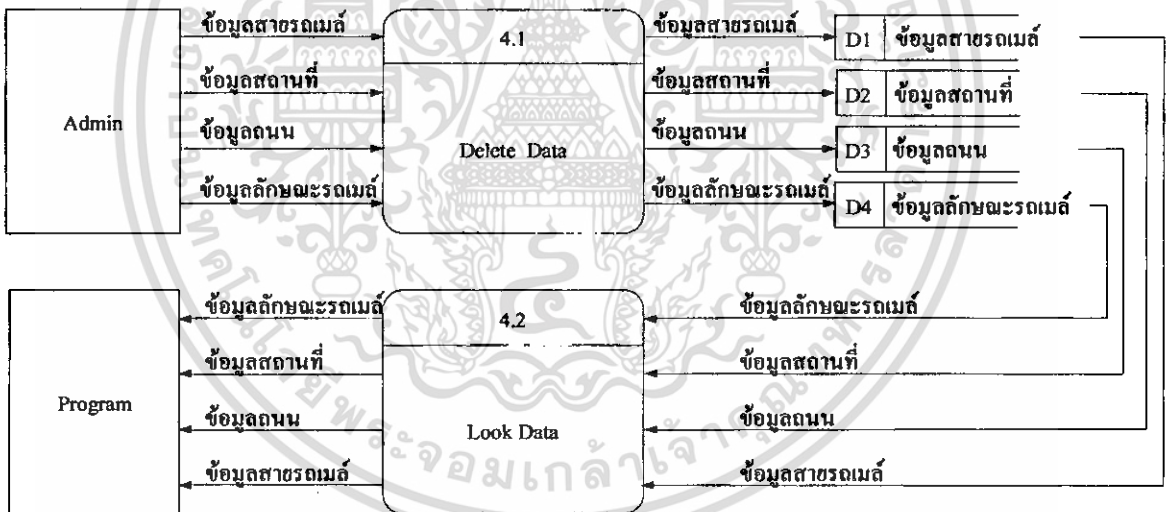 ข้อมูลสายรถเมล์
ข้อมูลสถานที่
ข้อมูลถนน
ข้อมูลลักษณะรถเมล์
Admin
4.1
Delete Data
ข้อมูลสายรถเมล์
ข้อมูลสถานที่
ข้อมูลถนน
ข้อมูลลักษณะรถเมล์
D1 ข้อมูลสายรถเมล์
D2 ข้อมูลสถานที่
D3 ข้อมูลถนน
D4 ข้อมูลลักษณะรถเมล์
Program
ข้อมูลลักษณะรถเมล์
ข้อมูลสถานที่
ข้อมูลถนน
ข้อมูลสายรถเมล์
4.2
Look Data
ข้อมูลลักษณะรถเมล์
ข้อมูลสถานที่
ข้อมูลถนน
ข้อมูลสายรถเมล์